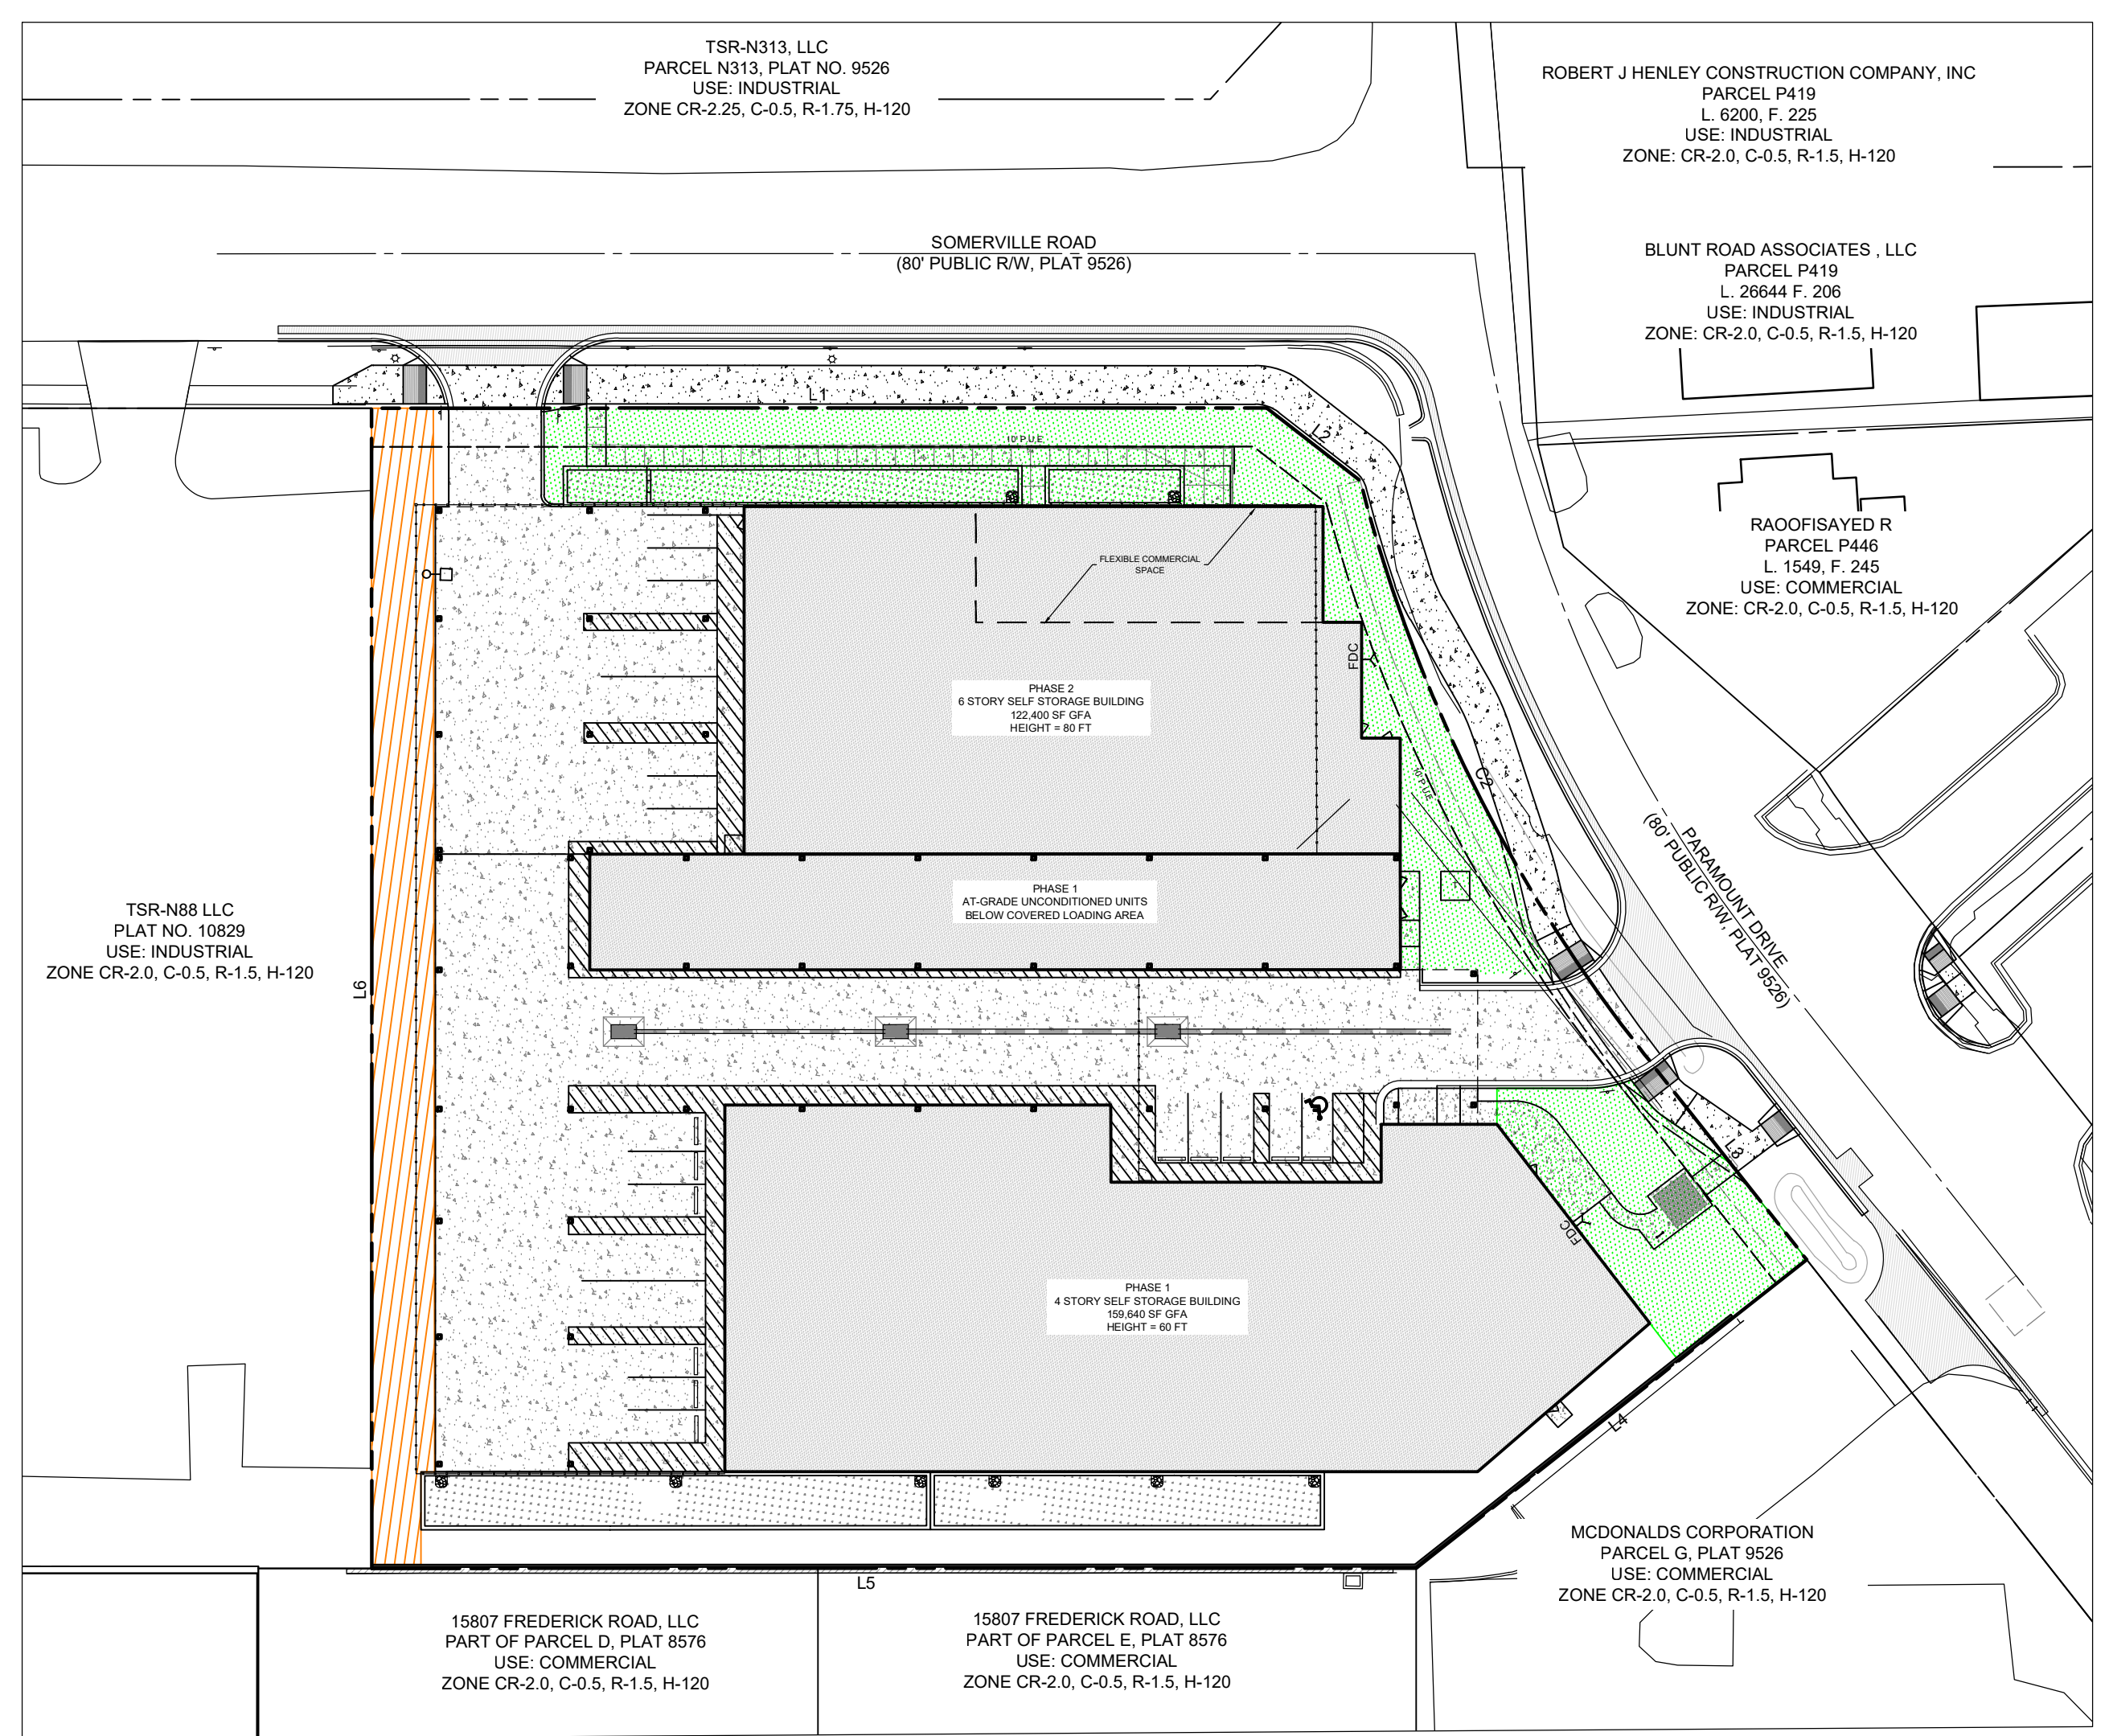 TSR-N313, LLC
PARCEL N313, PLAT NO. 9526
USE: INDUSTRIAL
ZONE CR-2.25, C-0.5, R-1.75, H-120
ROBERT J HENLEY CONSTRUCTION COMPANY, INC
PARCEL P419
L. 6200, F. 225
USE: INDUSTRIAL
ZONE: CR-2.0, C-0.5, R-1.5, H-120
SOMERVILLE ROAD
(80' PUBLIC R/W, PLAT 9526)
BLUNT ROAD ASSOCIATES , LLC
PARCEL P419
L. 26644 F. 206
USE: INDUSTRIAL
ZONE: CR-2.0, C-0.5, R-1.5, H-120
L1
L2
10' P.U.E
RAOOFISAYED R
PARCEL P446
L. 1549, F. 245
USE: COMMERCIAL
ZONE: CR-2.0, C-0.5, R-1.5, H-120
FLEXIBLE COMMERCIAL
SPACE
FDC
PHASE 2
6 STORY SELF STORAGE BUILDING
122,400 SF GFA
HEIGHT = 80 FT
C2
10' P.U.E
PARAMOUNT DRIVE
(80' PUBLIC R/W, PLAT 9526)
PHASE 1
AT-GRADE UNCONDITIONED UNITS
BELOW COVERED LOADING AREA
T
TSR-N88 LLC
PLAT NO. 10829
USE: INDUSTRIAL
ZONE CR-2.0, C-0.5, R-1.5, H-120
L6
L3
FDC
PHASE 1
4 STORY SELF STORAGE BUILDING
159,640 SF GFA
HEIGHT = 60 FT
L4
MCDONALDS CORPORATION
PARCEL G, PLAT 9526
USE: COMMERCIAL
ZONE CR-2.0, C-0.5, R-1.5, H-120
L5
15807 FREDERICK ROAD, LLC
PART OF PARCEL D, PLAT 8576
USE: COMMERCIAL
ZONE CR-2.0, C-0.5, R-1.5, H-120
15807 FREDERICK ROAD, LLC
PART OF PARCEL E, PLAT 8576
USE: COMMERCIAL
ZONE CR-2.0, C-0.5, R-1.5, H-120